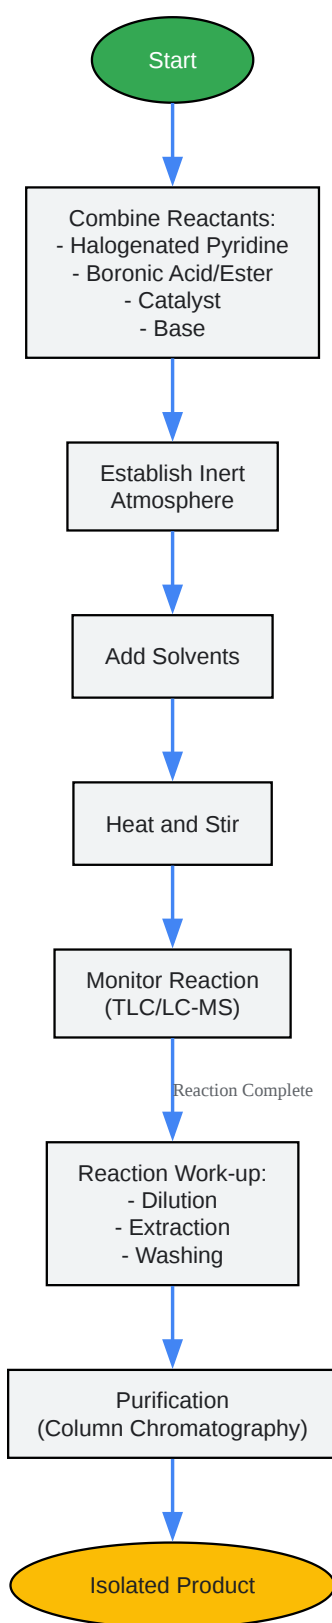 Start
Combine Reactants:
- Halogenated Pyridine
- Boronic Acid/Ester
- Catalyst
- Base
Establish Inert
Atmosphere
Add Solvents
Heat and Stir
Monitor Reaction
(TLC/LC-MS)
Reaction Complete
Reaction Work-up:
- Dilution
- Extraction
- Washing
Purification
(Column Chromatography)
Isolated Product